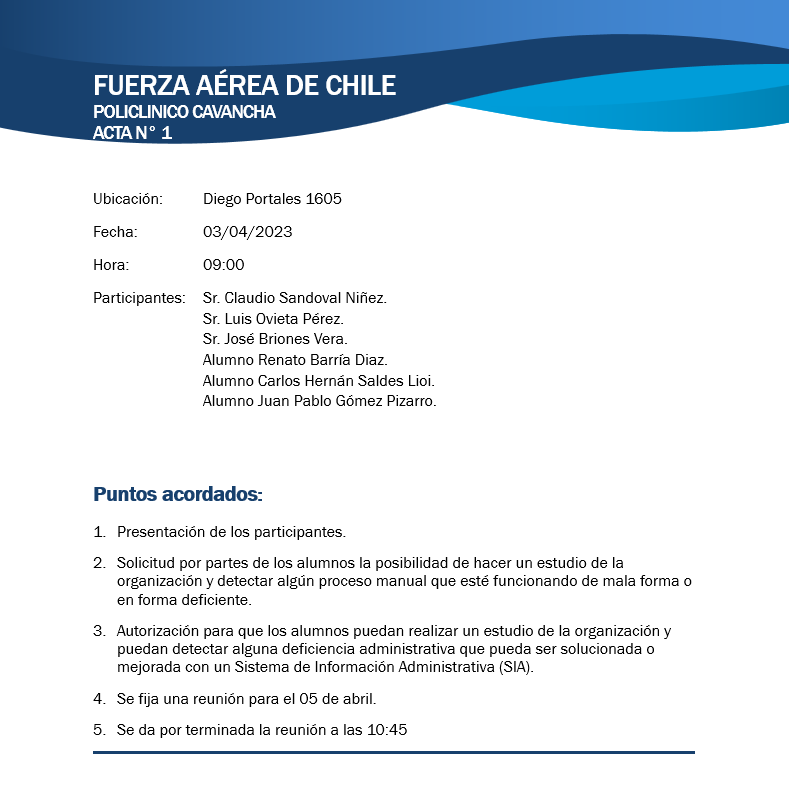 FUERZA AÉREA DE CHILE
POLICLINICO CAVANCHA
ACTA N° 1
Ubicación: Diego Portales 1605
Fecha: 03/04/2023
Hora: 09:00
Participantes: Sr. Claudio Sandoval Niñez.
Sr. Luis Ovieta Pérez.
Sr. José Briones Vera.
Alumno Renato Barría Diaz.
Alumno Carlos Hernán Saldes Lioi.
Alumno Juan Pablo Gómez Pizarro.
Puntos acordados:
1. Presentación de los participantes.
2. Solicitud por partes de los alumnos la posibilidad de hacer un estudio de la
organización y detectar algún proceso manual que esté funcionando de mala forma o
en forma deficiente.
3. Autorización para que los alumnos puedan realizar un estudio de la organización y
puedan detectar alguna deficiencia administrativa que pueda ser solucionada o
mejorada con un Sistema de Información Administrativa (SIA).
4. Se fija una reunión para el 05 de abril.
5. Se da por terminada la reunión a las 10:45